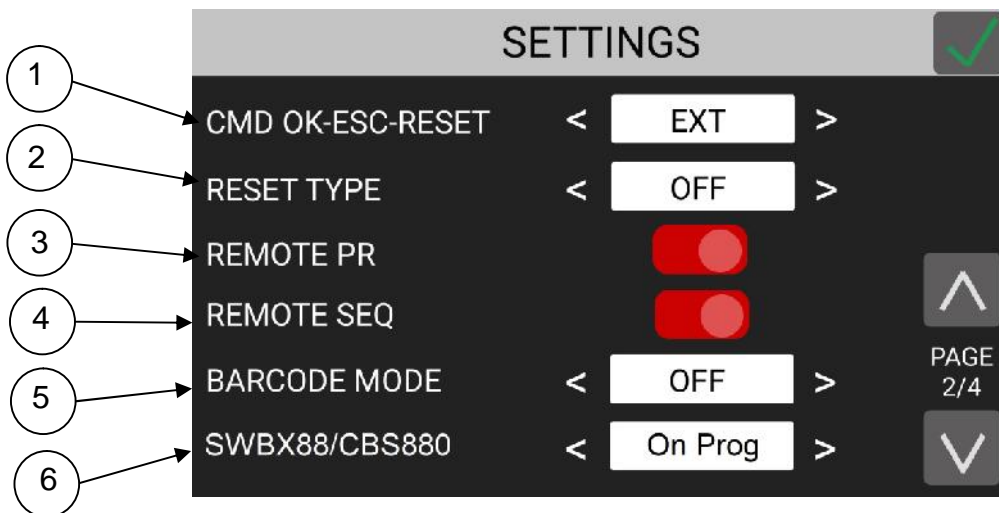 SETTINGS
1
CMD OK-ESC-RESET < EXT >
2
RESET TYPE < OFF >
3
REMOTE PR
4
REMOTE SEQ
5
BARCODE MODE < OFF >
PAGE
2/4
6
SWBX88/CBS880 < On Prog >